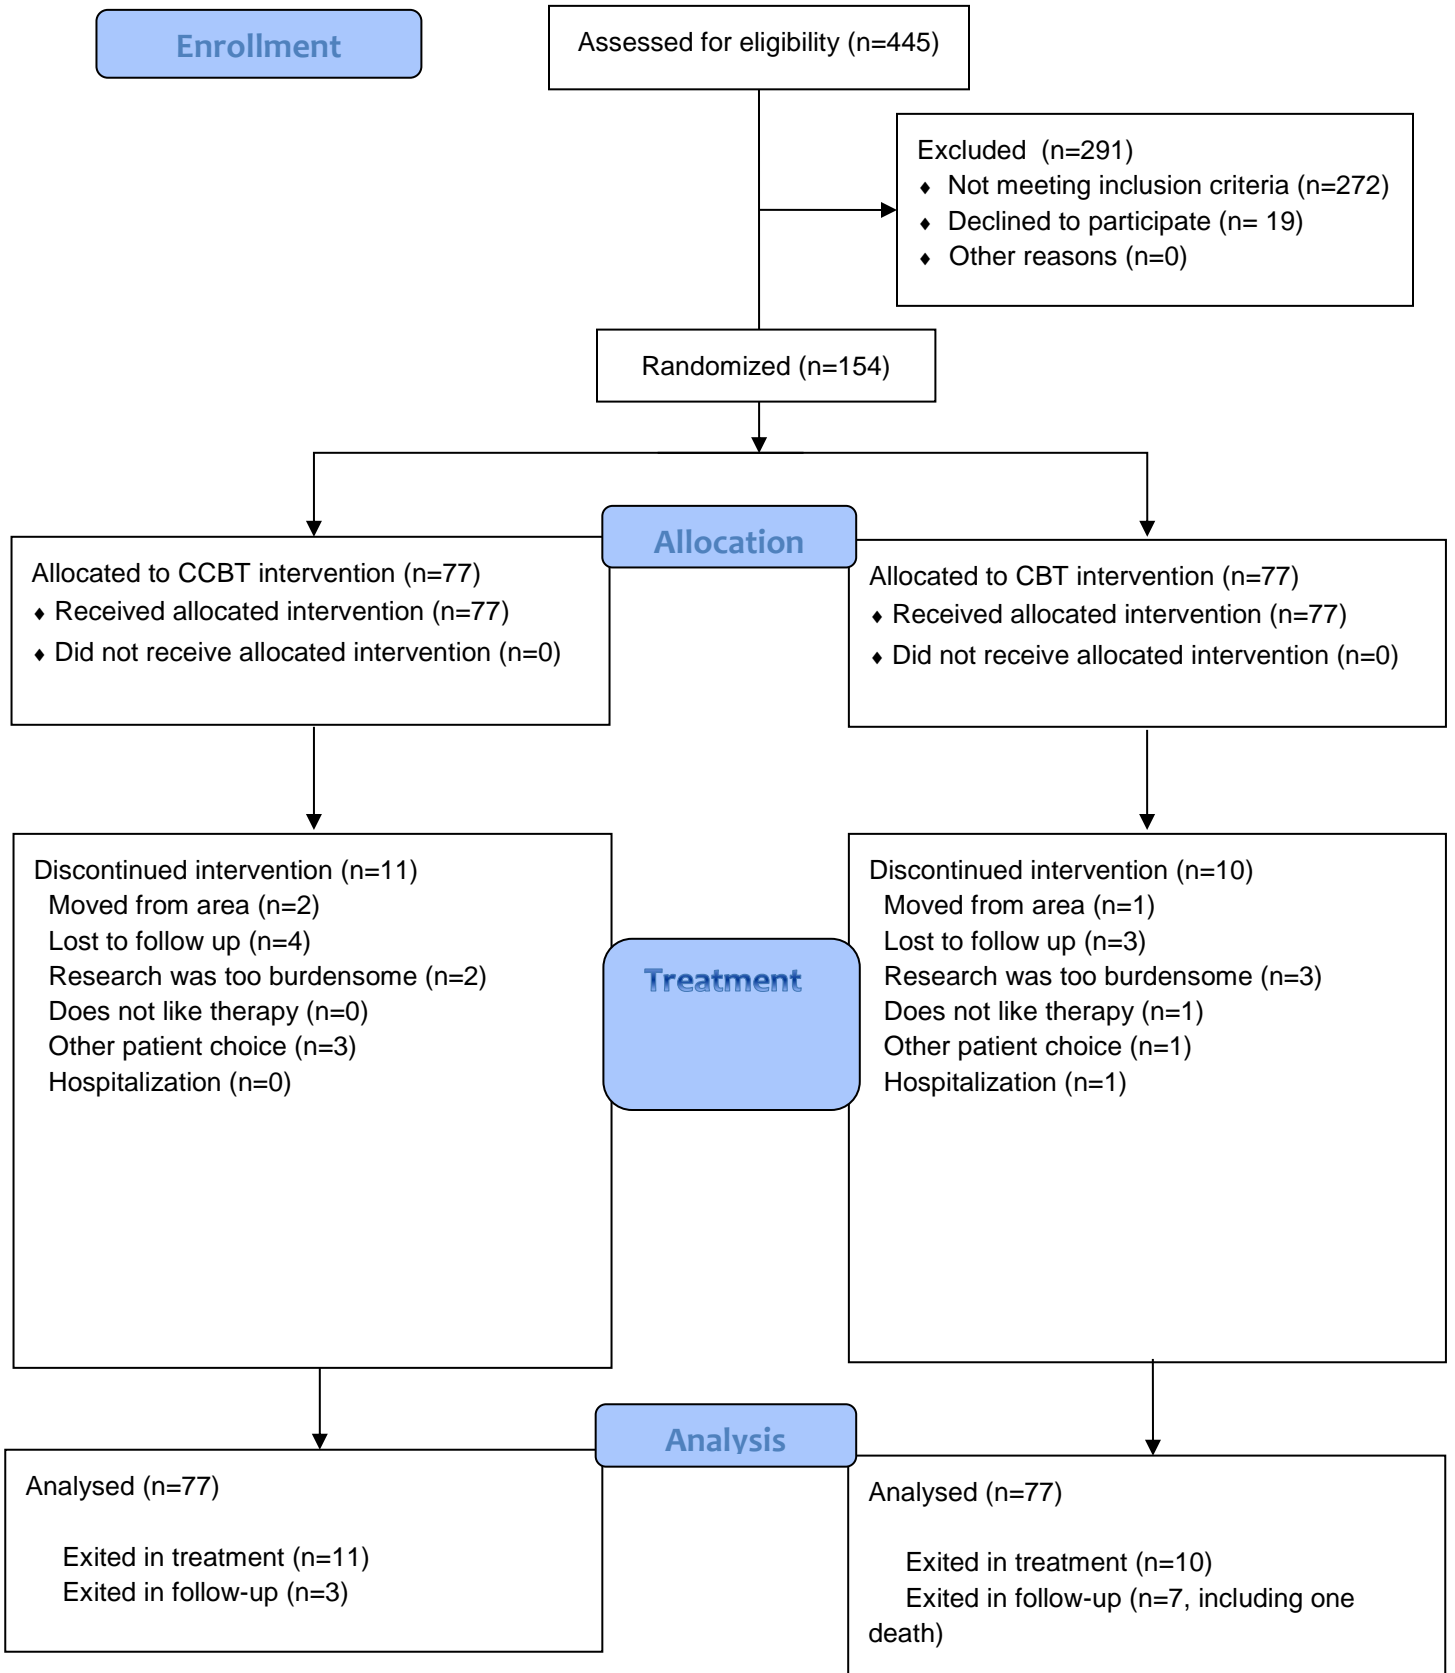 Enrollment
Assessed for eligibility (n=445)
Excluded  (n=291)
♦ Not meeting inclusion criteria (n=272)
♦ Declined to participate (n= 19)
♦ Other reasons (n=0)
Randomized (n=154)
Allocation
Allocated to CCBT intervention (n=77)
♦ Received allocated intervention (n=77)
♦ Did not receive allocated intervention (n=0)
Allocated to CBT intervention (n=77)
♦ Received allocated intervention (n=77)
♦ Did not receive allocated intervention (n=0)
Discontinued intervention (n=11)
Moved from area (n=2)
Lost to follow up (n=4)
Research was too burdensome (n=2)
Does not like therapy (n=0)
Other patient choice (n=3)
Hospitalization (n=0)
Treatment
Discontinued intervention (n=10)
Moved from area (n=1)
Lost to follow up (n=3)
Research was too burdensome (n=3)
Does not like therapy (n=1)
Other patient choice (n=1)
Hospitalization (n=1)
Analysis
Analysed (n=77)
Exited in treatment (n=11)
Exited in follow-up (n=3)
Analysed (n=77)
Exited in treatment (n=10)
Exited in follow-up (n=7, including one
death)